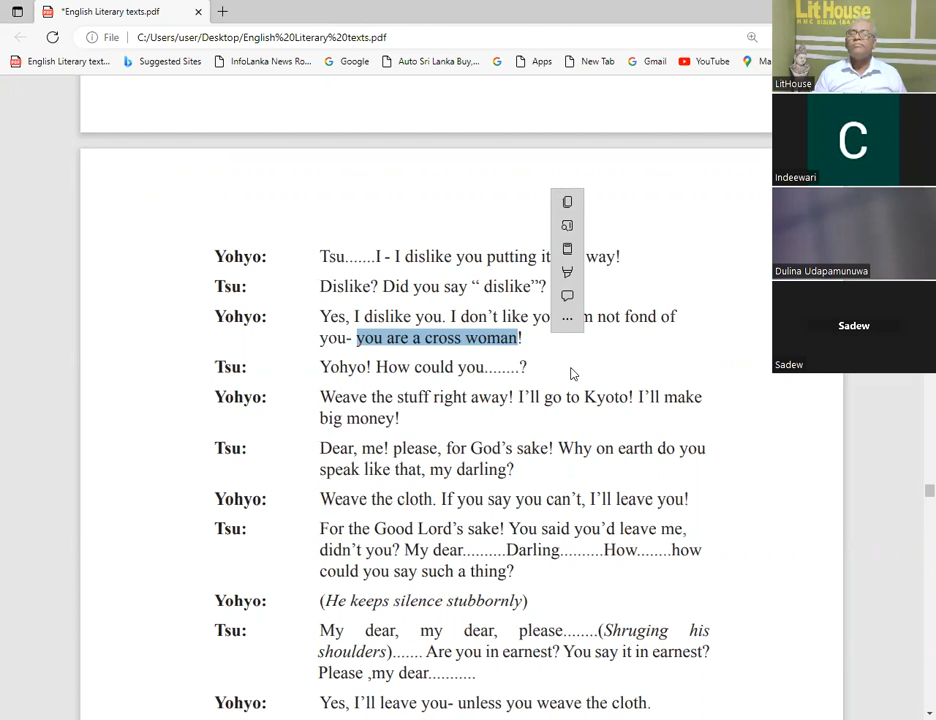 *English Literary texts.pdf
File
C:/Users/user/Desktop/English%20Literary%20texts.pdf
English Literary text...
Suggested Sites
InfoLanka News Ro...
Google
Auto Sri Lanka Buy,...
Apps
New Tab
Gmail
YouTube
Ma
LitHouse
LitHouse
C
Indeewari
Dulina Udapamunuwa
Sadew
Sadew
Yohyo: Tsu.......I - I dislike you putting it way!
Tsu: Dislike? Did you say “ dislike”?
Yohyo: Yes, I dislike you. I don’t like yo m not fond of
you- you are a cross woman!
Tsu: Yohyo! How could you........?
Yohyo: Weave the stuff right away! I’ll go to Kyoto! I’ll make
big money!
Tsu: Dear, me! please, for God’s sake! Why on earth do you
speak like that, my darling?
Yohyo: Weave the cloth. If you say you can’t, I’ll leave you!
Tsu: For the Good Lord’s sake! You said you’d leave me,
didn’t you? My dear..........Darling..........How........how
could you say such a thing?
Yohyo: (He keeps silence stubbornly)
Tsu: My dear, my dear, please........(Shruging his
shoulders)....... Are you in earnest? You say it in earnest?
Please ,my dear...........
Yohyo: Yes, I’ll leave you- unless you weave the cloth.